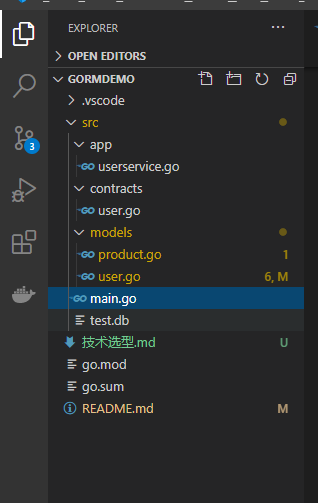 EXPLORER
OPEN EDITORS
GORMDEMO
.vscode
src
app
userservice.go
contracts
user.go
models
product.go 1
user.go 6, M
main.go
test.db
技术选型.md U
go.mod
go.sum
README.md M
3